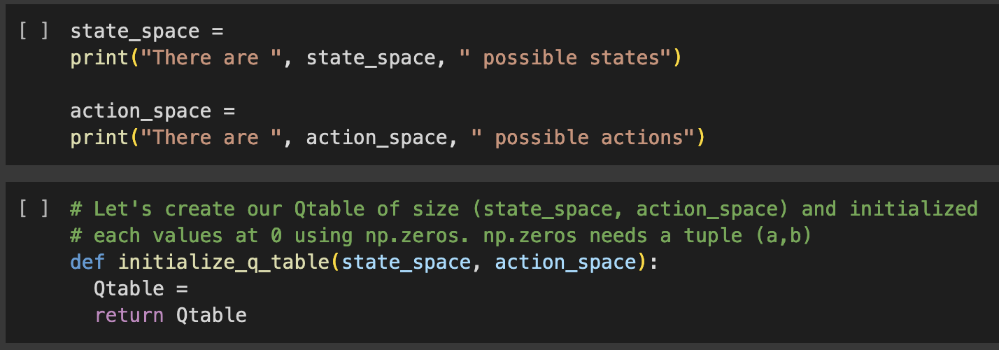 [ ] state_space =
print("There are ", state_space, " possible states")
action_space =
print("There are ", action_space, " possible actions")
[ ] # Let's create our Qtable of size (state_space, action_space) and initialized
# each values at 0 using np.zeros. np.zeros needs a tuple (a,b)
def initialize_q_table(state_space, action_space):
  Qtable =
  return Qtable